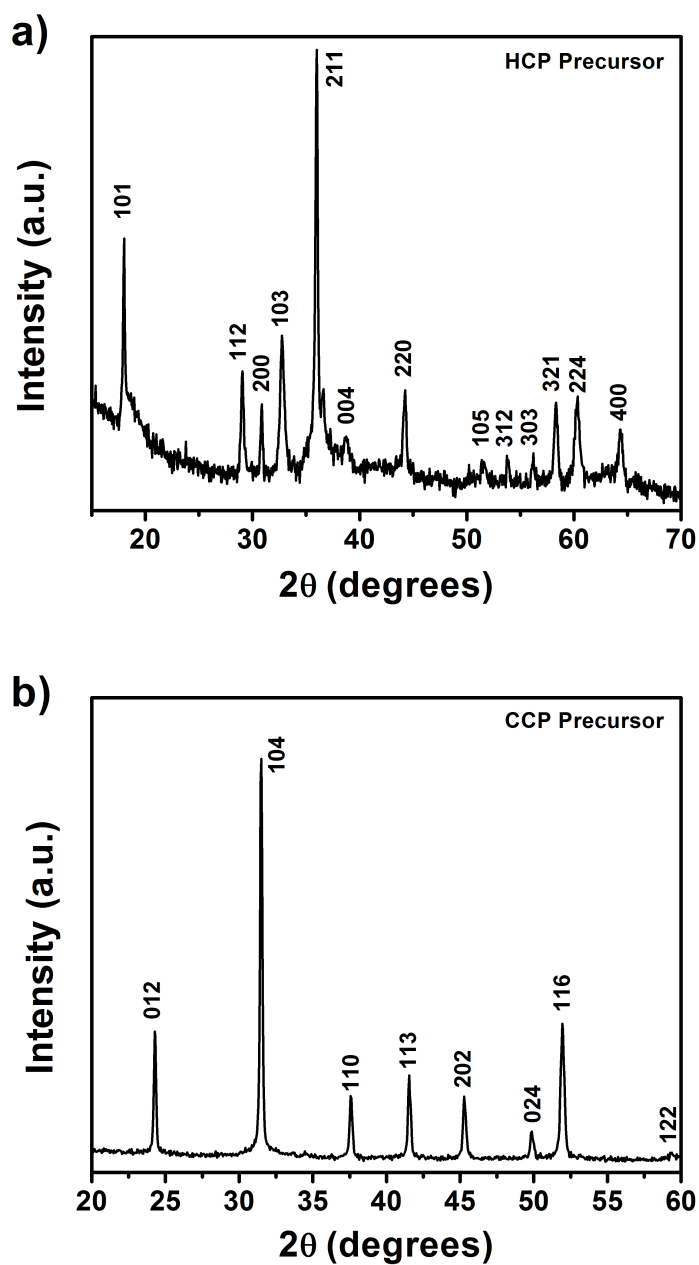 a)
HCP Precursor
Intensity (a.u.)
101
112
200
103
211
004
220
105
312
303
321
224
400
20 30 40 50 60 70
2θ (degrees)
b)
CCP Precursor
Intensity (a.u.)
012
104
110
113
202
024
116
122
20 25 30 35 40 45 50 55 60
2θ (degrees)